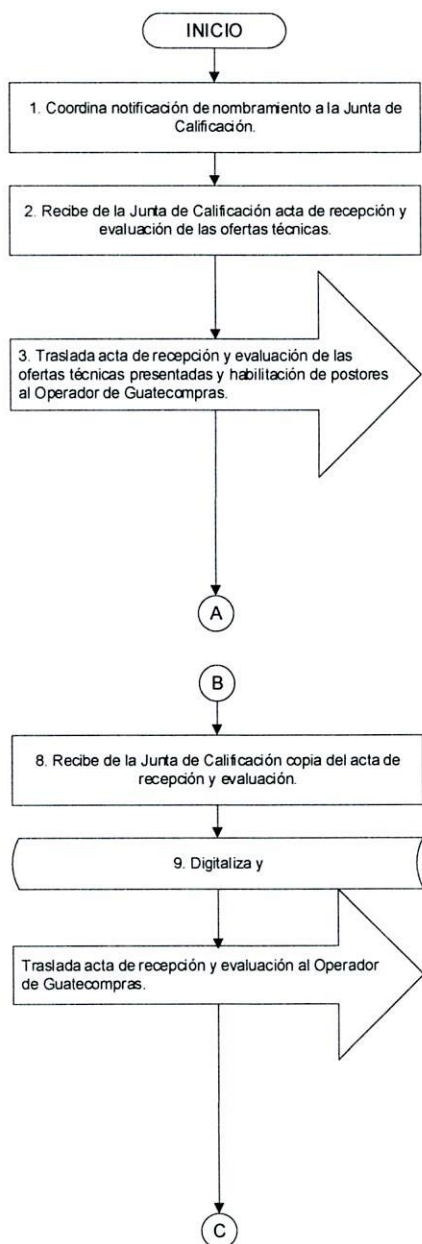 INICIO
1. Coordina notificación de nombramiento a la Junta de
Calificación.
2. Recibe de la Junta de Calificación acta de recepción y
evaluación de las ofertas técnicas.
3. Traslada acta de recepción y evaluación de las
ofertas técnicas presentadas y habilitación de postores
al Operador de Guatecompras.
A
B
8. Recibe de la Junta de Calificación copia del acta de
recepción y evaluación.
9. Digitaliza y
Traslada acta de recepción y evaluación al Operador
de Guatecompras.
C